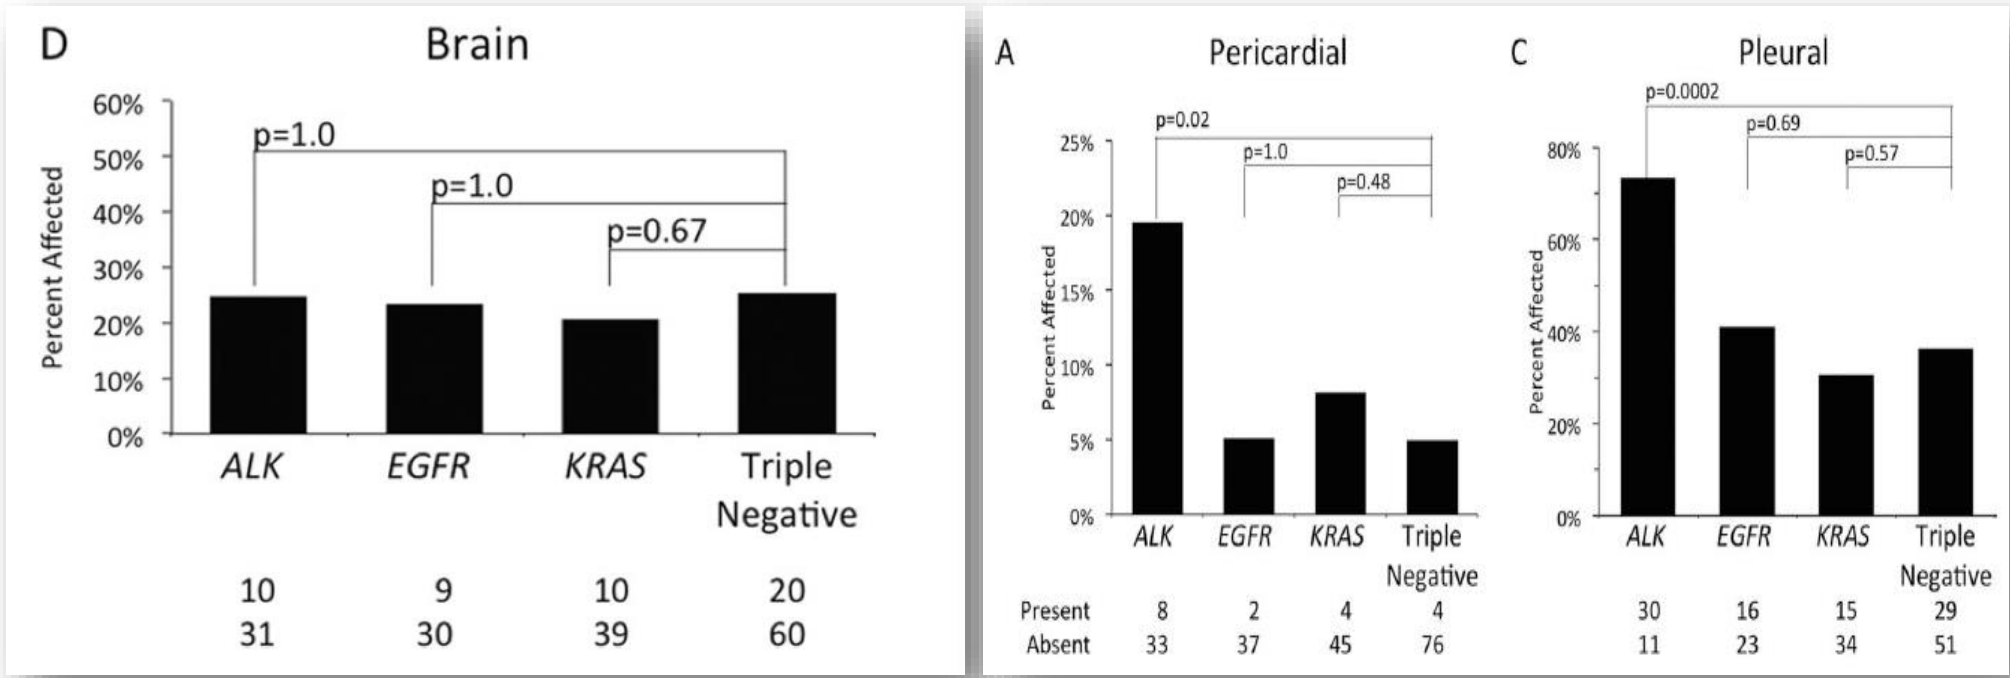 D
Brain
60%
50%
40%
30%
20%
10%
0%
Percent Affected
p=1.0
p=1.0
p=0.67
ALK EGFR KRAS Triple
Negative
10 9 10 20
31 30 39 60
A
Pericardial
25%
20%
15%
10%
5%
0%
Percent Affected
p=0.02
p=1.0
p=0.48
ALK EGFR KRAS Triple
Negative
Present 8 2 4 4
Absent 33 37 45 76
C
Pleural
80%
60%
40%
20%
0%
Percent Affected
p=0.0002
p=0.69
p=0.57
ALK EGFR KRAS Triple
Negative
30 16 15 29
11 23 34 51